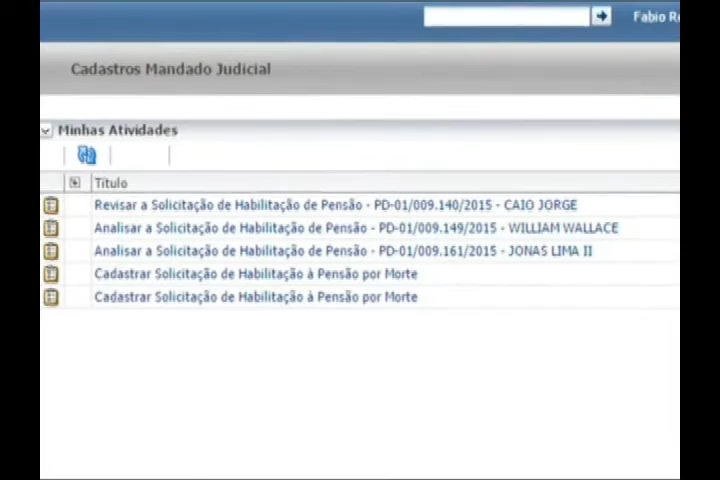 Fabio
Cadastros Mandado Judicial
Minhas Atividades
Título
Revisar a Solicitação de Habilitação de Pensão - PD-01/009.140/2015 - CAIO JORGE
Analisar a Solicitação de Habilitação de Pensão - PD-01/009.149/2015 - WILLIAM WALLACE
Analisar a Solicitação de Habilitação de Pensão - PD-01/009.161/2015 - JONAS LIMA II
Cadastrar Solicitação de Habilitação à Pensão por Morte
Cadastrar Solicitação de Habilitação à Pensão por Morte